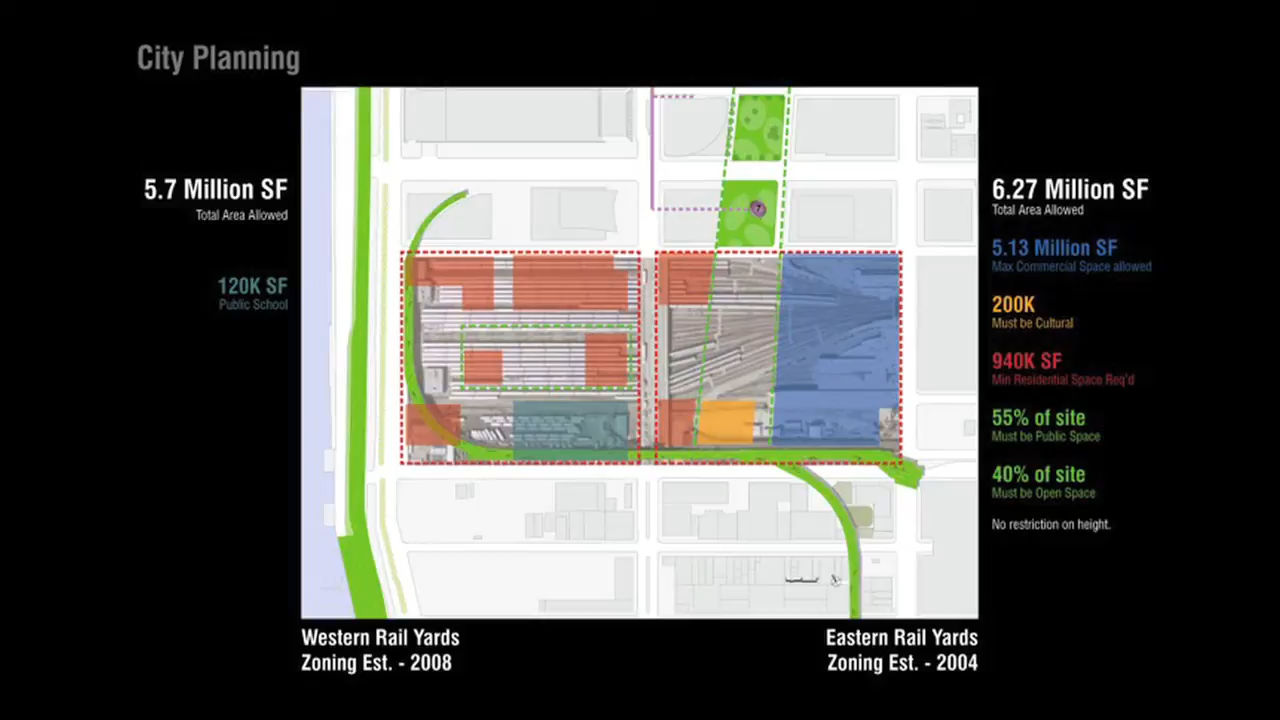 City Planning
5.7 Million SF
Total Area Allowed
120K SF
Public School
7
6.27 Million SF
Total Area Allowed
5.13 Million SF
Max Commercial Space allowed
200K
Must be Cultural
940K SF
Min Residential Space Req'd
55% of site
Must be Public Space
40% of site
Must be Open Space
No restriction on height.
Western Rail Yards
Zoning Est. - 2008
Eastern Rail Yards
Zoning Est. - 2004